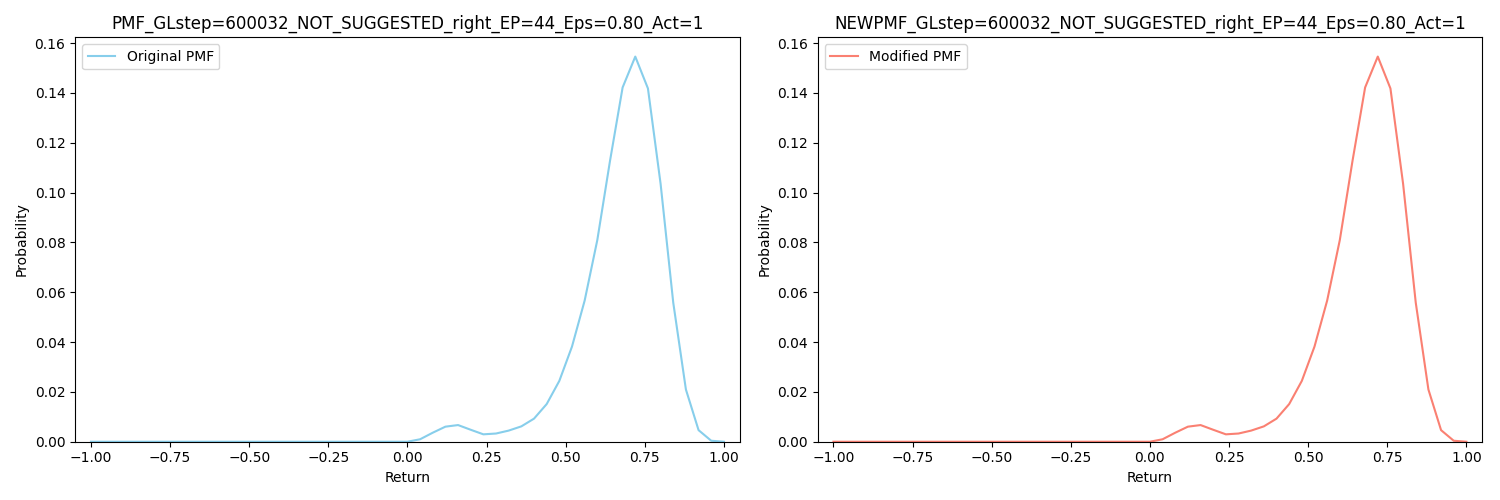 PMF_GLstep=600032_NOT_SUGGESTED_right_EP=44_Eps=0.80_Act=1
Original PMF
Probability
0.16
0.14
0.12
0.10
0.08
0.06
0.04
0.02
0.00
−1.00 −0.75 −0.50 −0.25 0.00 0.25 0.50 0.75 1.00
Return
NEWPMF_GLstep=600032_NOT_SUGGESTED_right_EP=44_Eps=0.80_Act=1
Modified PMF
Probability
0.16
0.14
0.12
0.10
0.08
0.06
0.04
0.02
0.00
−1.00 −0.75 −0.50 −0.25 0.00 0.25 0.50 0.75 1.00
Return